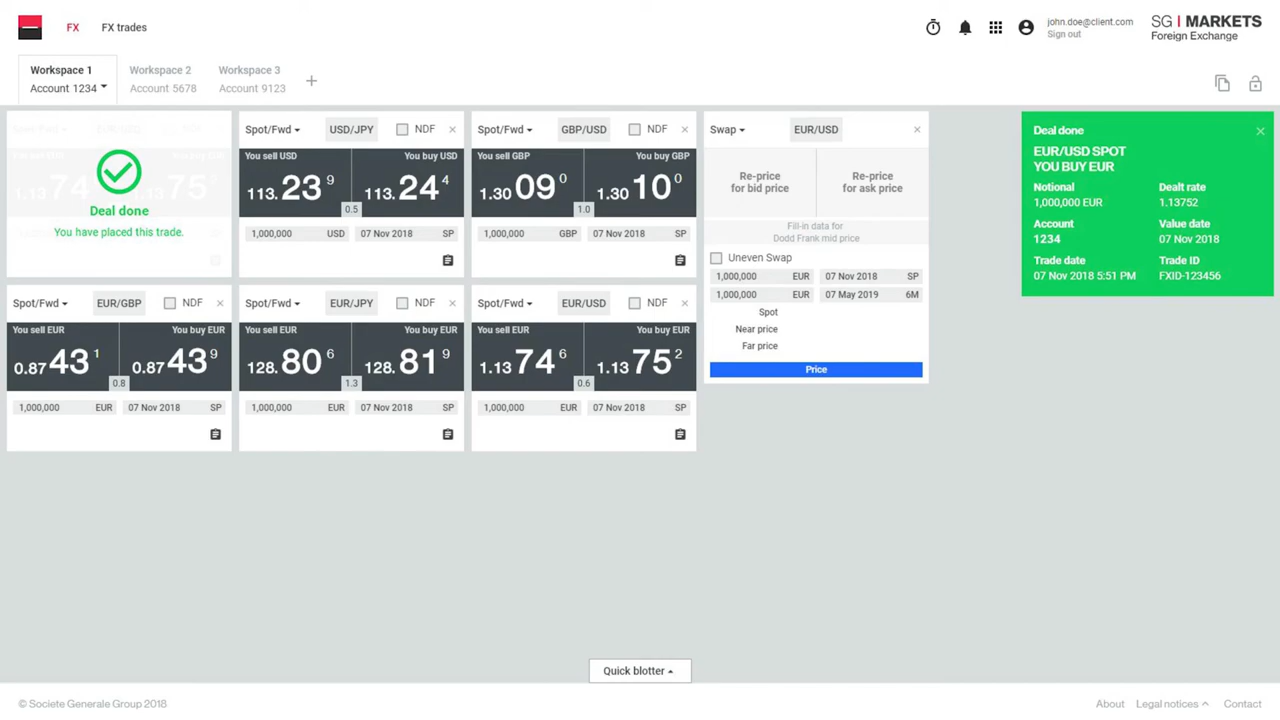 FX
FX trades
john.doe@client.com
Sign out
SG | MARKETS
Foreign Exchange
Workspace 1
Account 1234
Workspace 2
Account 5678
Workspace 3
Account 9123
+
1.13 74
1.13 75
Deal done
You have placed this trade.
Spot/Fwd
USD/JPY
NDF
×
You sell USD
You buy USD
113. 23 9
113. 24 4
0.5
1,000,000 USD
07 Nov 2018 SP
Spot/Fwd
GBP/USD
NDF
×
You sell GBP
You buy GBP
1.30 09 0
1.30 10 0
1.0
1,000,000 GBP
07 Nov 2018 SP
Swap
EUR/USD
×
Re-price
for bid price
Re-price
for ask price
Fill-in data for
Dodd Frank mid price
Uneven Swap
1,000,000 EUR
07 Nov 2018 SP
1,000,000 EUR
07 May 2019 6M
Spot
Near price
Far price
Price
Deal done
×
EUR/USD SPOT
YOU BUY EUR
Notional
Dealt rate
1,000,000 EUR
1.13752
Account
Value date
1234
07 Nov 2018
Trade date
Trade ID
07 Nov 2018 5:51 PM
FXID-123456
Spot/Fwd
EUR/GBP
NDF
×
You sell EUR
You buy EUR
0.87 43 1
0.87 43 9
0.8
1,000,000 EUR
07 Nov 2018 SP
Spot/Fwd
EUR/JPY
NDF
×
You sell EUR
You buy EUR
128. 80 6
128. 81 9
1.3
1,000,000 EUR
07 Nov 2018 SP
Spot/Fwd
EUR/USD
NDF
×
You sell EUR
You buy EUR
1.13 74 6
1.13 75 2
0.6
1,000,000 EUR
07 Nov 2018 SP
Quick blotter
© Societe Generale Group 2018
About
Legal notices
Contact